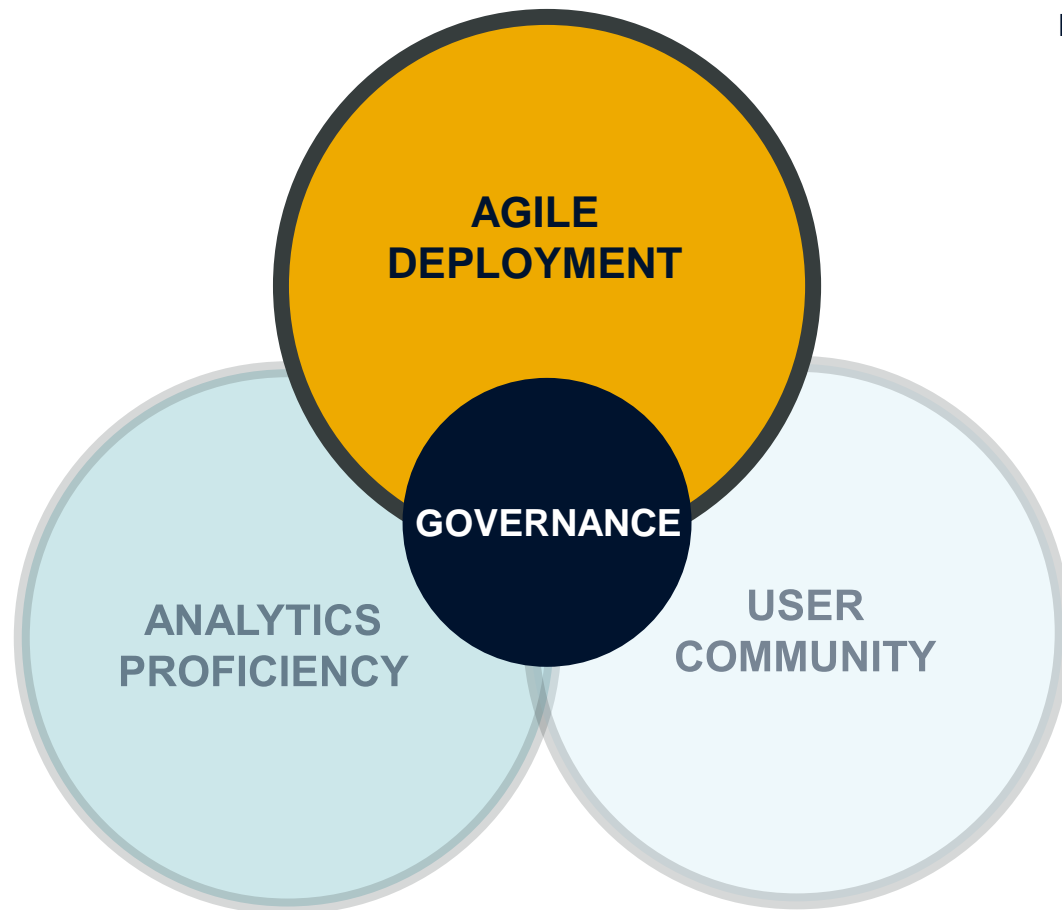 AGILE
DEPLOYMENT
GOVERNANCE
ANALYTICS
PROFICIENCY
USER
COMMUNITY